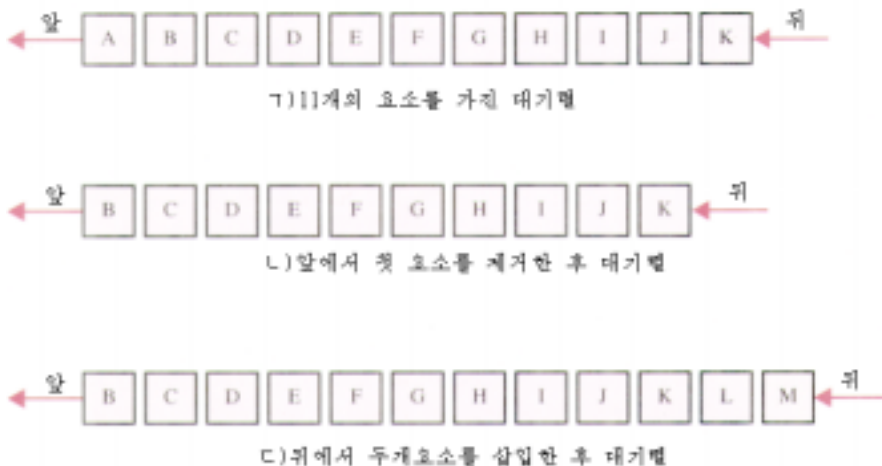 앞 A B C D E F G H I J K 뒤
ㄱ)11개의 요소를 가진 대기렬
앞 B C D E F G H I J K 뒤
ㄴ)앞에서 첫 요소를 제거한 후 대기렬
앞 B C D E F G H I J K L M 뒤
ㄷ)뒤에서 두개요소를 삽입한 후 대기렬